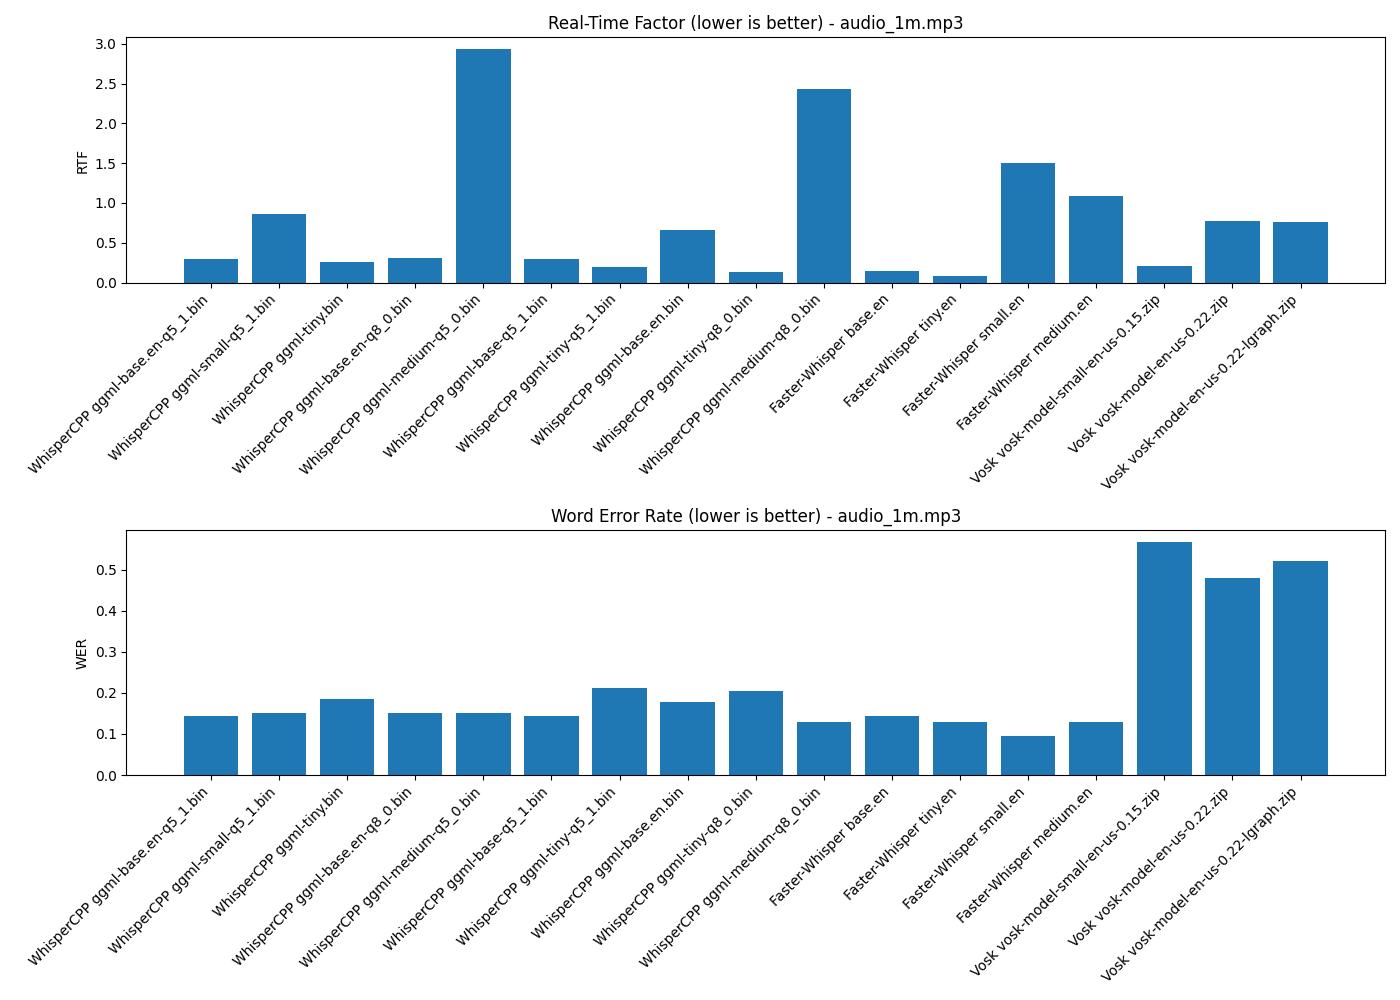 Real-Time Factor (lower is better) - audio_1m.mp3
RTF
3.0
2.5
2.0
1.5
1.0
0.5
0.0
WhisperCPP ggml-base.en-q5_1.bin
WhisperCPP ggml-small-q5_1.bin
WhisperCPP ggml-tiny.bin
WhisperCPP ggml-base.en-q8_0.bin
WhisperCPP ggml-medium-q5_0.bin
WhisperCPP ggml-base-q5_1.bin
WhisperCPP ggml-tiny-q5_1.bin
WhisperCPP ggml-base.en.bin
WhisperCPP ggml-tiny-q8_0.bin
WhisperCPP ggml-medium-q8_0.bin
Faster-Whisper base.en
Faster-Whisper tiny.en
Faster-Whisper small.en
Faster-Whisper medium.en
Vosk vosk-model-small-en-us-0.15.zip
Vosk vosk-model-en-us-0.22.zip
Vosk vosk-model-en-us-0.22-lgraph.zip
Word Error Rate (lower is better) - audio_1m.mp3
WER
0.5
0.4
0.3
0.2
0.1
0.0
WhisperCPP ggml-base.en-q5_1.bin
WhisperCPP ggml-small-q5_1.bin
WhisperCPP ggml-tiny.bin
WhisperCPP ggml-base.en-q8_0.bin
WhisperCPP ggml-medium-q5_0.bin
WhisperCPP ggml-base-q5_1.bin
WhisperCPP ggml-tiny-q5_1.bin
WhisperCPP ggml-base.en.bin
WhisperCPP ggml-tiny-q8_0.bin
WhisperCPP ggml-medium-q8_0.bin
Faster-Whisper base.en
Faster-Whisper tiny.en
Faster-Whisper small.en
Faster-Whisper medium.en
Vosk vosk-model-small-en-us-0.15.zip
Vosk vosk-model-en-us-0.22.zip
Vosk vosk-model-en-us-0.22-lgraph.zip